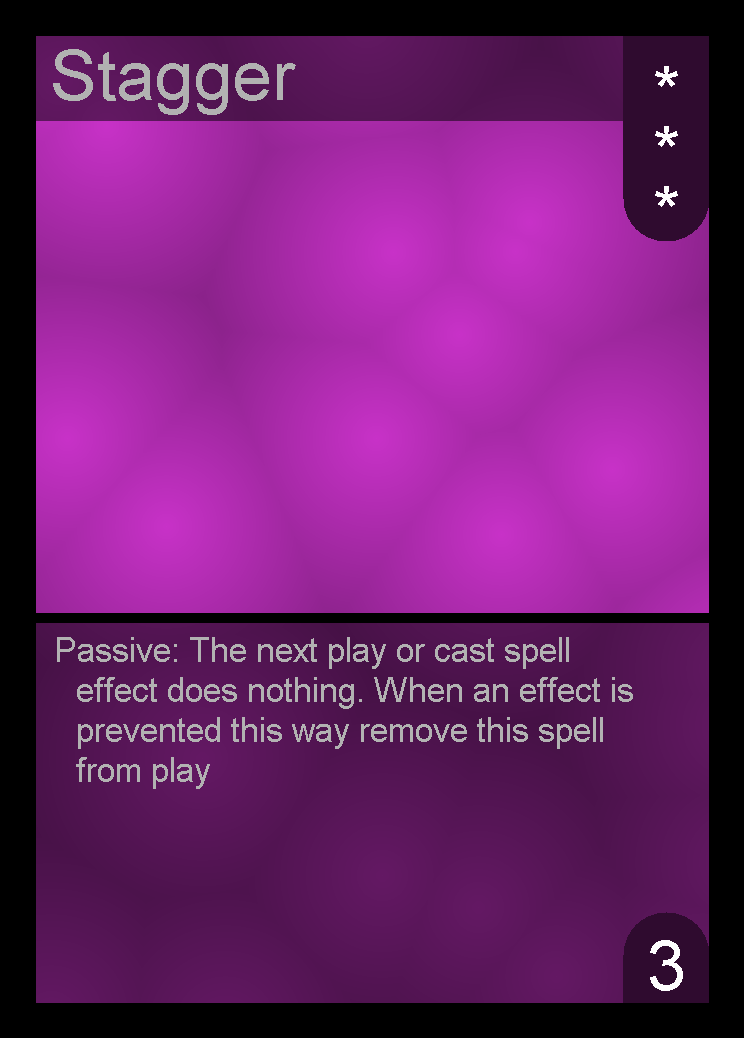 Stagger
*
*
*
Passive: The next play or cast spell
effect does nothing. When an effect is
prevented this way remove this spell
from play
3